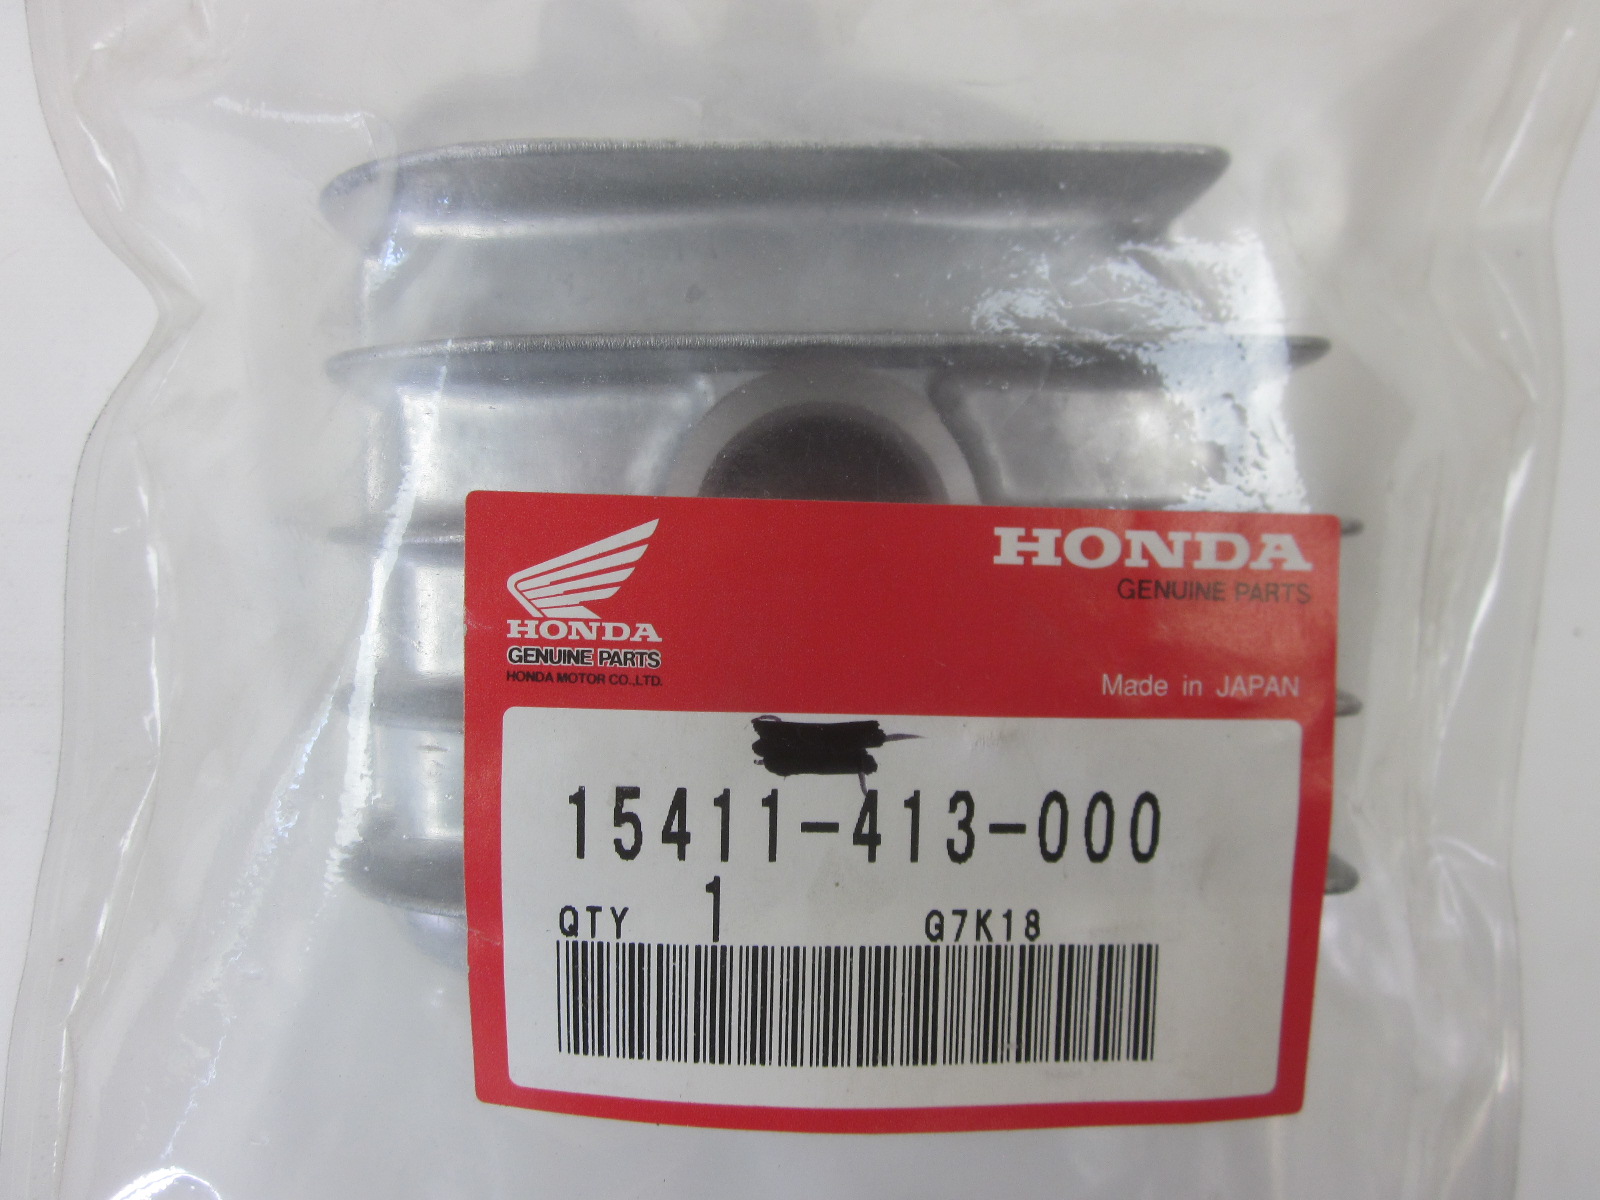 HONDA
GENUINE PARTS
HONDA
GENUINE PARTS
HONDA MOTOR CO.,LTD.
Made in JAPAN
15411-413-000
QTY 1 G7K18